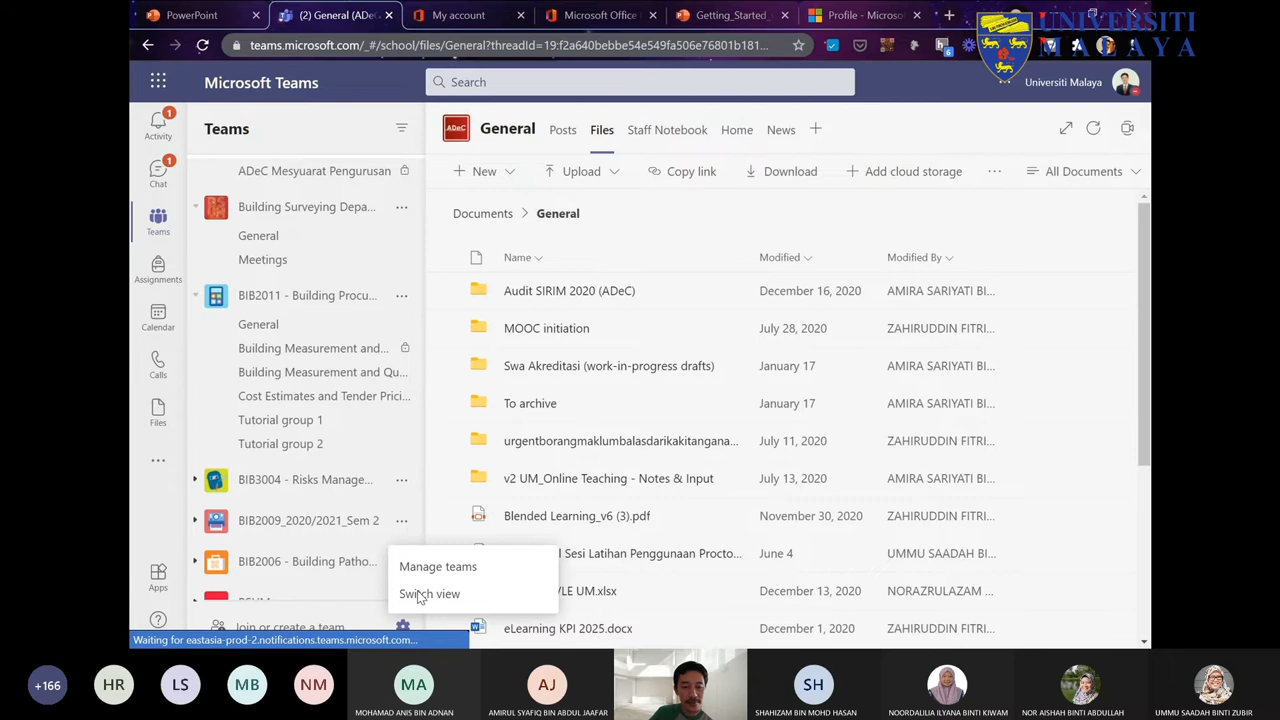 PowerPoint
(2) General (ADeC
My account
Microsoft Office
Getting_Started_
Profile - Microsoft
UNIVERSITI
MALAYA
teams.microsoft.com/_#/school/files/General?threadId=19:f2a640bebbe54e549fa506e76801b181...
6
Microsoft Teams
Search
Universiti Malaya
1
Activity
1
Chat
Teams
Assignments
Calendar
Calls
Files
Apps
Teams
ADeC Mesyuarat Pengurusan
Building Surveying Depa...
General
Meetings
BIB2011 - Building Procu...
General
Building Measurement and...
Building Measurement and Qu...
Cost Estimates and Tender Prici...
Tutorial group 1
Tutorial group 2
BIB3004 - Risks Manage...
BIB2009_2020/2021_Sem 2
BIB2006 - Building Patho...
Join or create a team
Waiting for eastasia-prod-2.notifications.teams.microsoft.com...
Manage teams
Switch view
ADeC
General
Posts
Files
Staff Notebook
Home
News
New
Upload
Copy link
Download
Add cloud storage
All Documents
Documents > General
Name Modified Modified By
Audit SIRIM 2020 (ADeC) December 16, 2020 AMIRA SARIYATI BI...
MOOC initiation July 28, 2020 ZAHIRUDDIN FITRI...
Swa Akreditasi (work-in-progress drafts) January 17 AMIRA SARIYATI BI...
To archive January 17 AMIRA SARIYATI BI...
urgentborangmaklumbalasdarikakitangana... July 11, 2020 ZAHIRUDDIN FITRI...
v2 UM_Online Teaching - Notes & Input July 13, 2020 AMIRA SARIYATI BI...
Blended Learning_v6 (3).pdf November 30, 2020 ZAHIRUDDIN FITRI...
l Sesi Latihan Penggunaan Procto... June 4 UMMU SAADAH BI...
VLE UM.xlsx December 13, 2020 NORAZRULAZAM ...
eLearning KPI 2025.docx December 1, 2020 ZAHIRUDDIN FITRI...
+166
HR
LS
MB
NM
MA
MOHAMAD ANIS BIN ADNAN
AJ
AMIRUL SYAFIQ BIN ABDUL JAAFAR
SH
SHAHIZAM BIN MOHD HASAN
NOORDALILIA ILYANA BINTI KIWAM
NOR AISHAH BINTI ABDULLAH
UMMU SAADAH BINTI ZUBIR